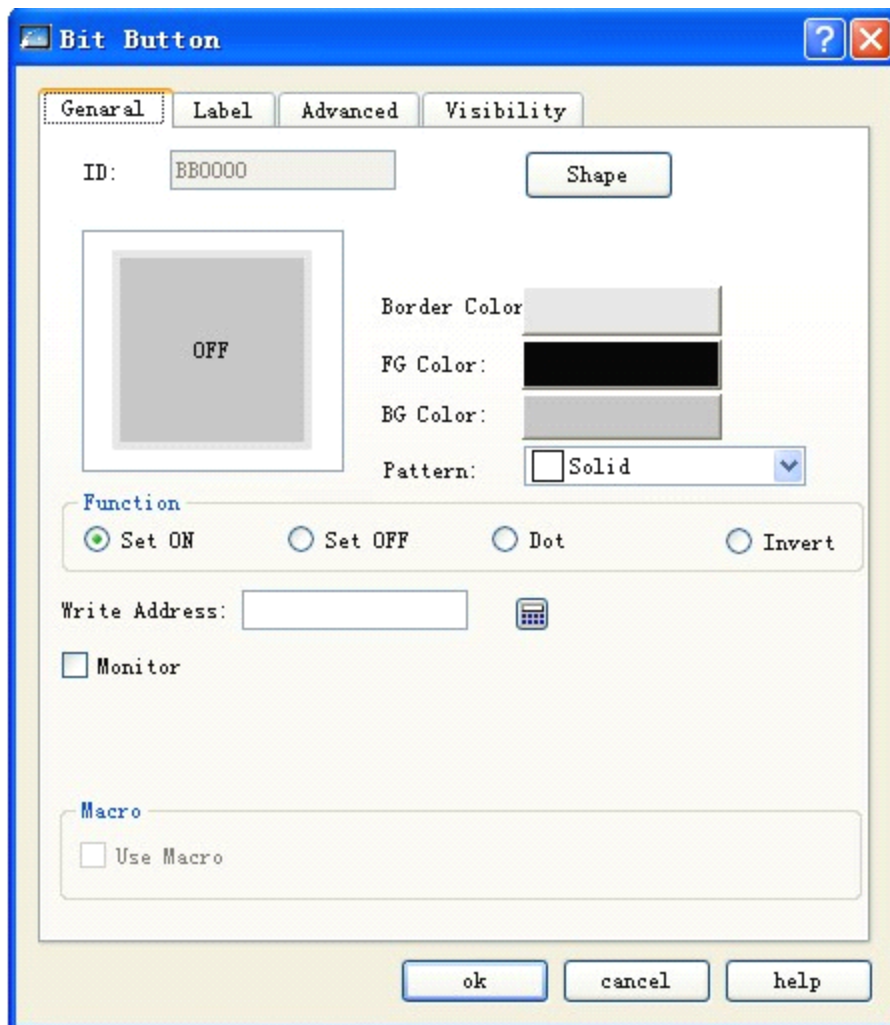 Bit Button
Genaral Label Advanced Visibility
ID: BB0000 Shape
OFF
Border Color
FG Color:
BG Color:
Pattern: Solid
Function
Set ON Set OFF Dot Invert
Write Address:
Monitor
Macro
Use Macro
ok cancel help